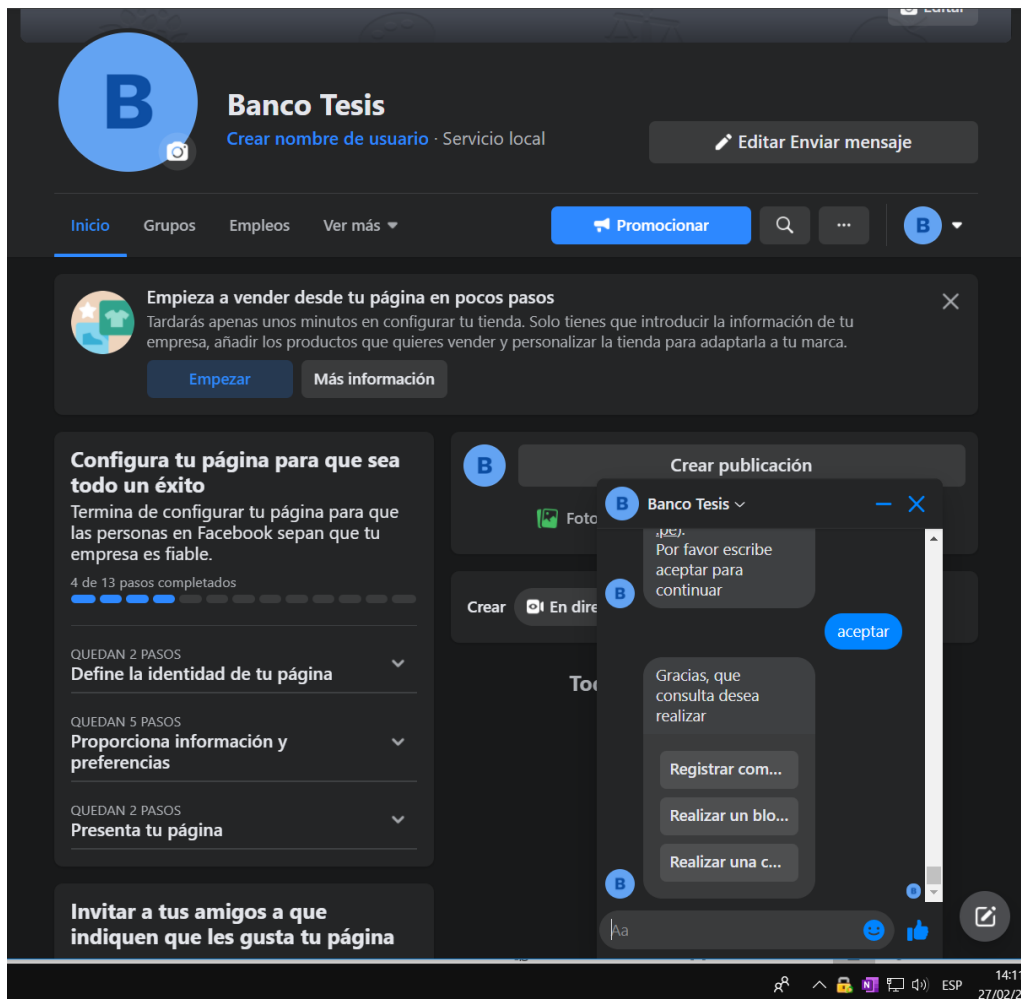 B
Banco Tesis
Crear nombre de usuario · Servicio local
Editar Enviar mensaje
Inicio
Grupos
Empleos
Ver más
Promocionar
...
B
Empieza a vender desde tu página en pocos pasos
Tardarás apenas unos minutos en configurar tu tienda. Solo tienes que introducir la información de tu
empresa, añadir los productos que quieres vender y personalizar la tienda para adaptarla a tu marca.
Empezar
Más información
Configura tu página para que sea
todo un éxito
Termina de configurar tu página para que
las personas en Facebook sepan que tu
empresa es fiable.
4 de 13 pasos completados
QUEDAN 2 PASOS
Define la identidad de tu página
QUEDAN 5 PASOS
Proporciona información y
preferencias
QUEDAN 2 PASOS
Presenta tu página
Invitar a tus amigos a que
indiquen que les gusta tu página
B
Crear publicación
Foto
Crear
En dire
B
Banco Tesis
.pe).
Por favor escribe
aceptar para
continuar
B
aceptar
Gracias, que
consulta desea
realizar
Registrar com...
Realizar un blo...
Realizar una c...
B
B
Aa
ESP
14:11
27/02/2